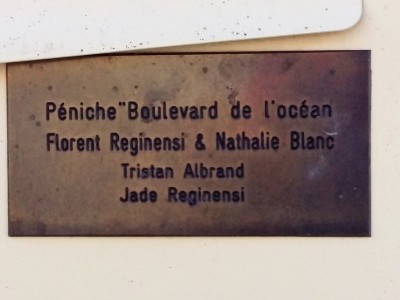 Péniche "Boulevard de l'océan
Florent Reginensi & Nathalie Blanc
Tristan Albrand
Jade Reginensi